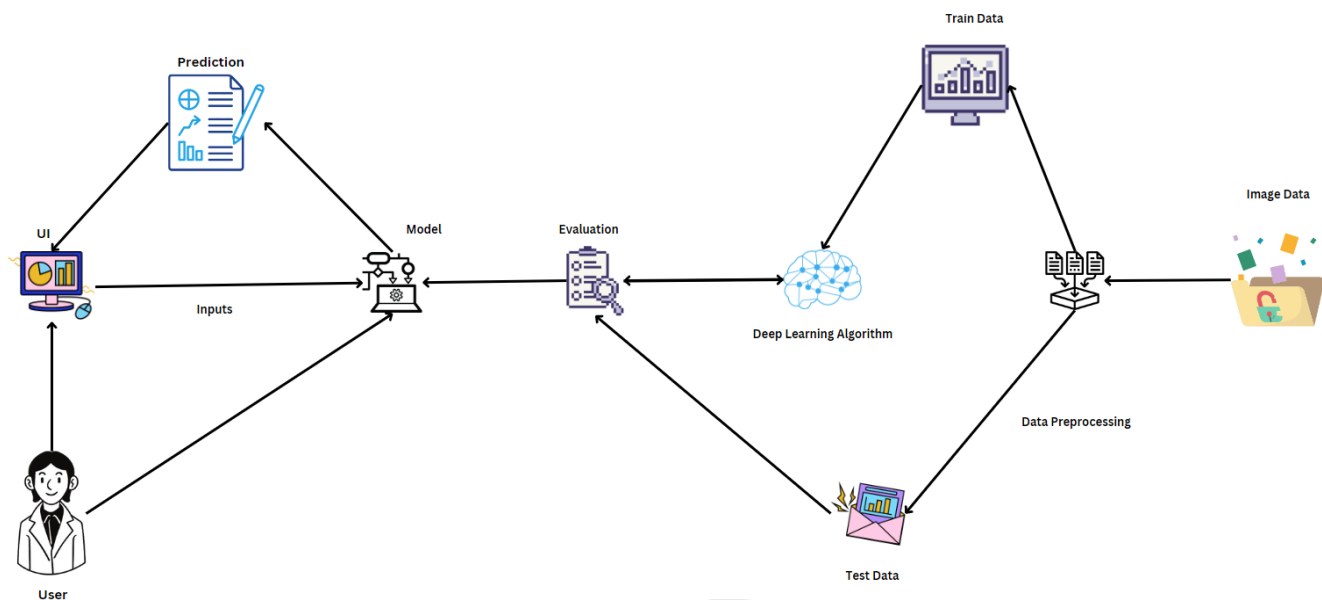 Train Data
Prediction
Image Data
UI
Model
Evaluation
Inputs
Deep Learning Algorithm
Data Preprocessing
Test Data
User